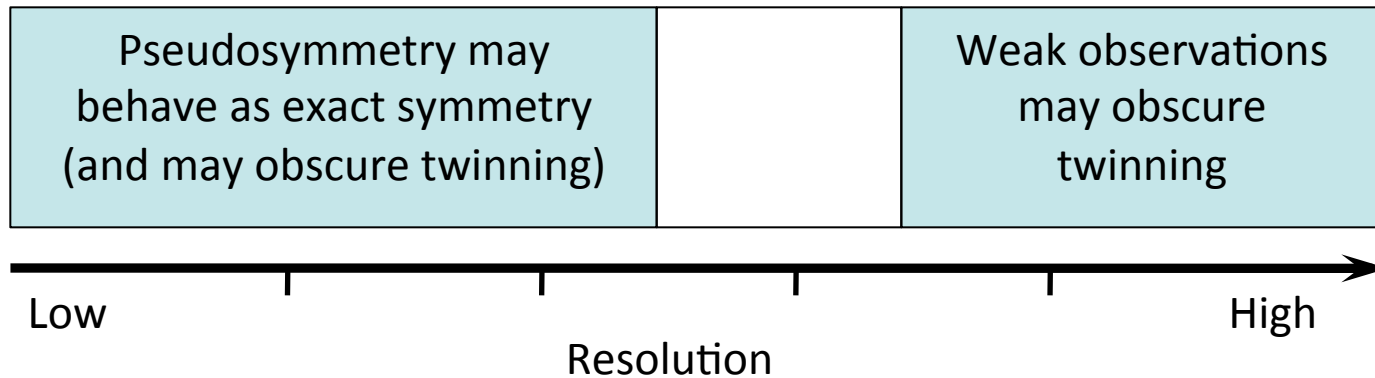 Pseudosymmetry may
behave as exact symmetry
(and may obscure twinning)
Weak observations
may obscure
twinning
Low
High
Resolution